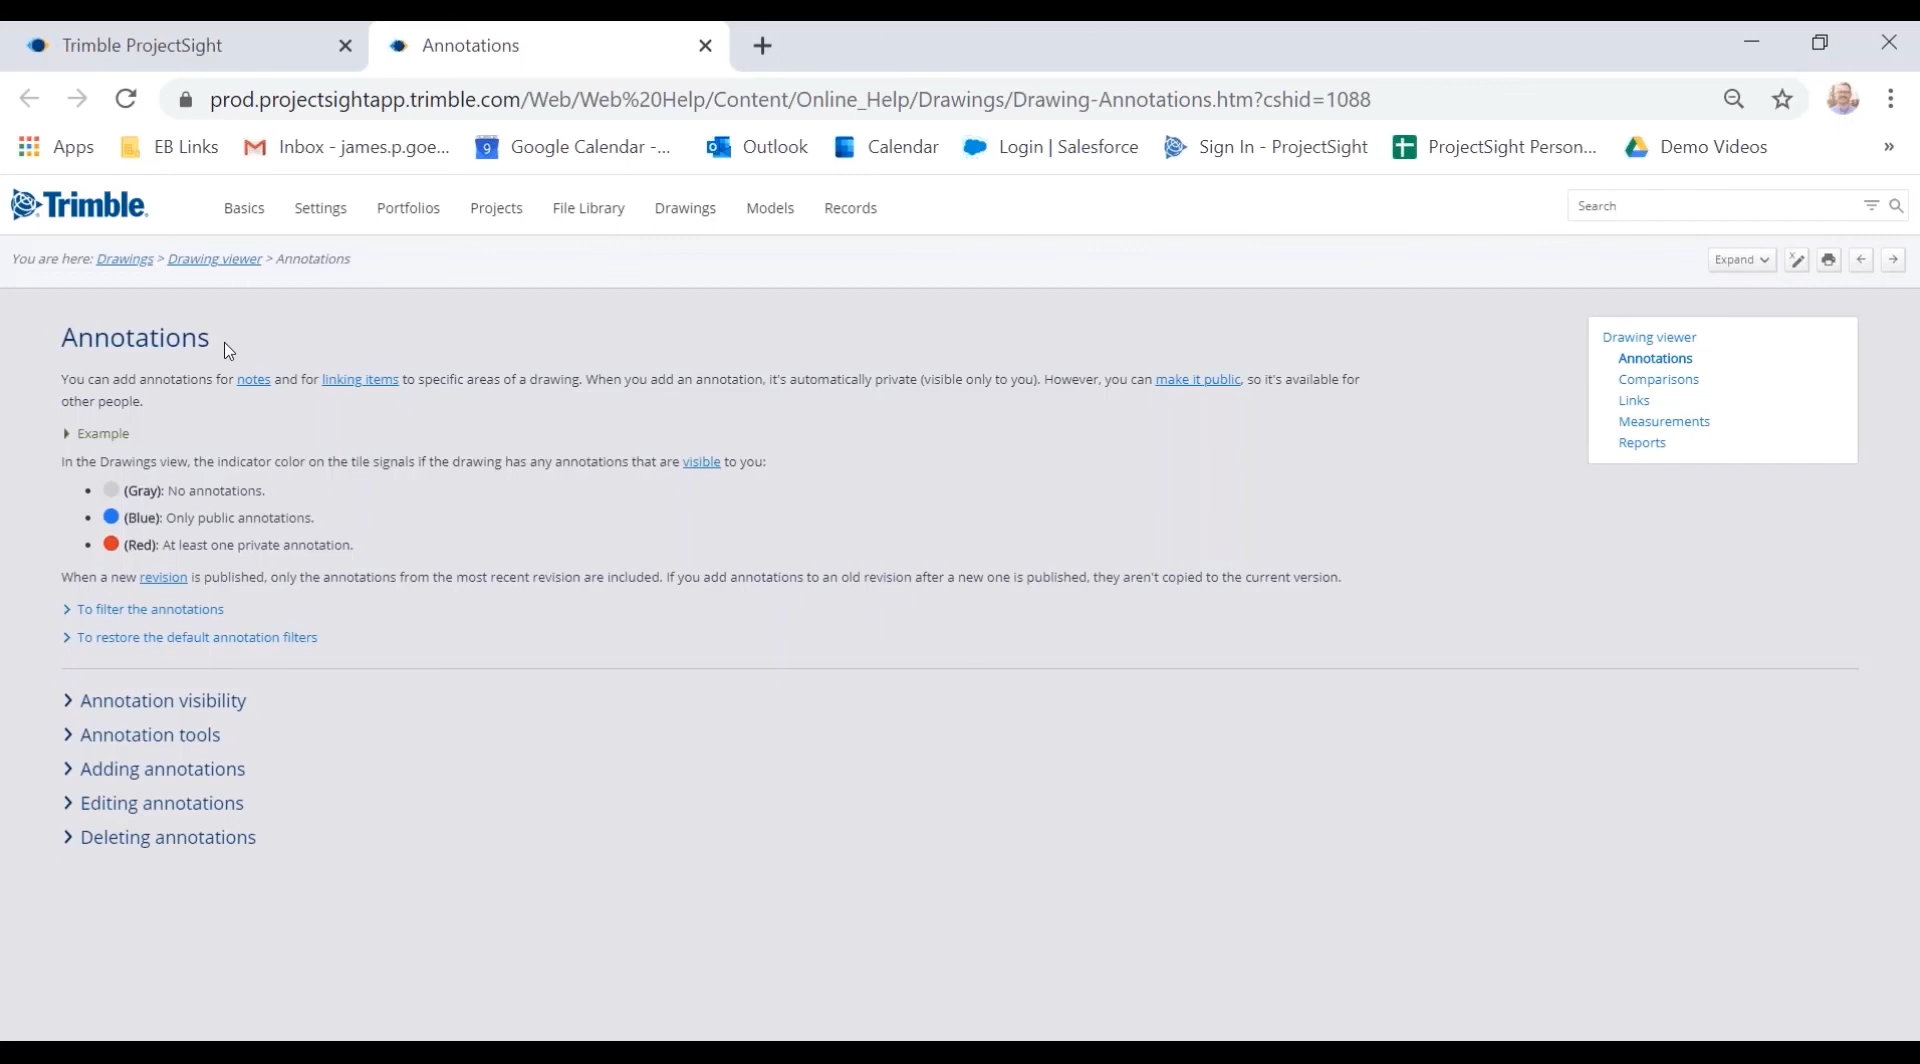 Trimble ProjectSight
Annotations
prod.projectsightapp.trimble.com/Web/Web%20Help/Content/Online_Help/Drawings/Drawing-Annotations.htm?cshid=1088
Apps EB Links Inbox - james.p.goe... 9 Google Calendar -... Outlook Calendar Login | Salesforce Sign In - ProjectSight ProjectSight Person... Demo Videos »
Trimble Basics Settings Portfolios Projects File Library Drawings Models Records Search
You are here: Drawings > Drawing viewer > Annotations Expand
Annotations
You can add annotations for notes and for linking items to specific areas of a drawing. When you add an annotation, it's automatically private (visible only to you). However, you can make it public, so it's available for
other people.
Example
In the Drawings view, the indicator color on the tile signals if the drawing has any annotations that are visible to you:
• (Gray): No annotations.
• (Blue): Only public annotations.
• (Red): At least one private annotation.
When a new revision is published, only the annotations from the most recent revision are included. If you add annotations to an old revision after a new one is published, they aren't copied to the current version.
To filter the annotations
To restore the default annotation filters
Annotation visibility
Annotation tools
Adding annotations
Editing annotations
Deleting annotations
Drawing viewer
Annotations
Comparisons
Links
Measurements
Reports